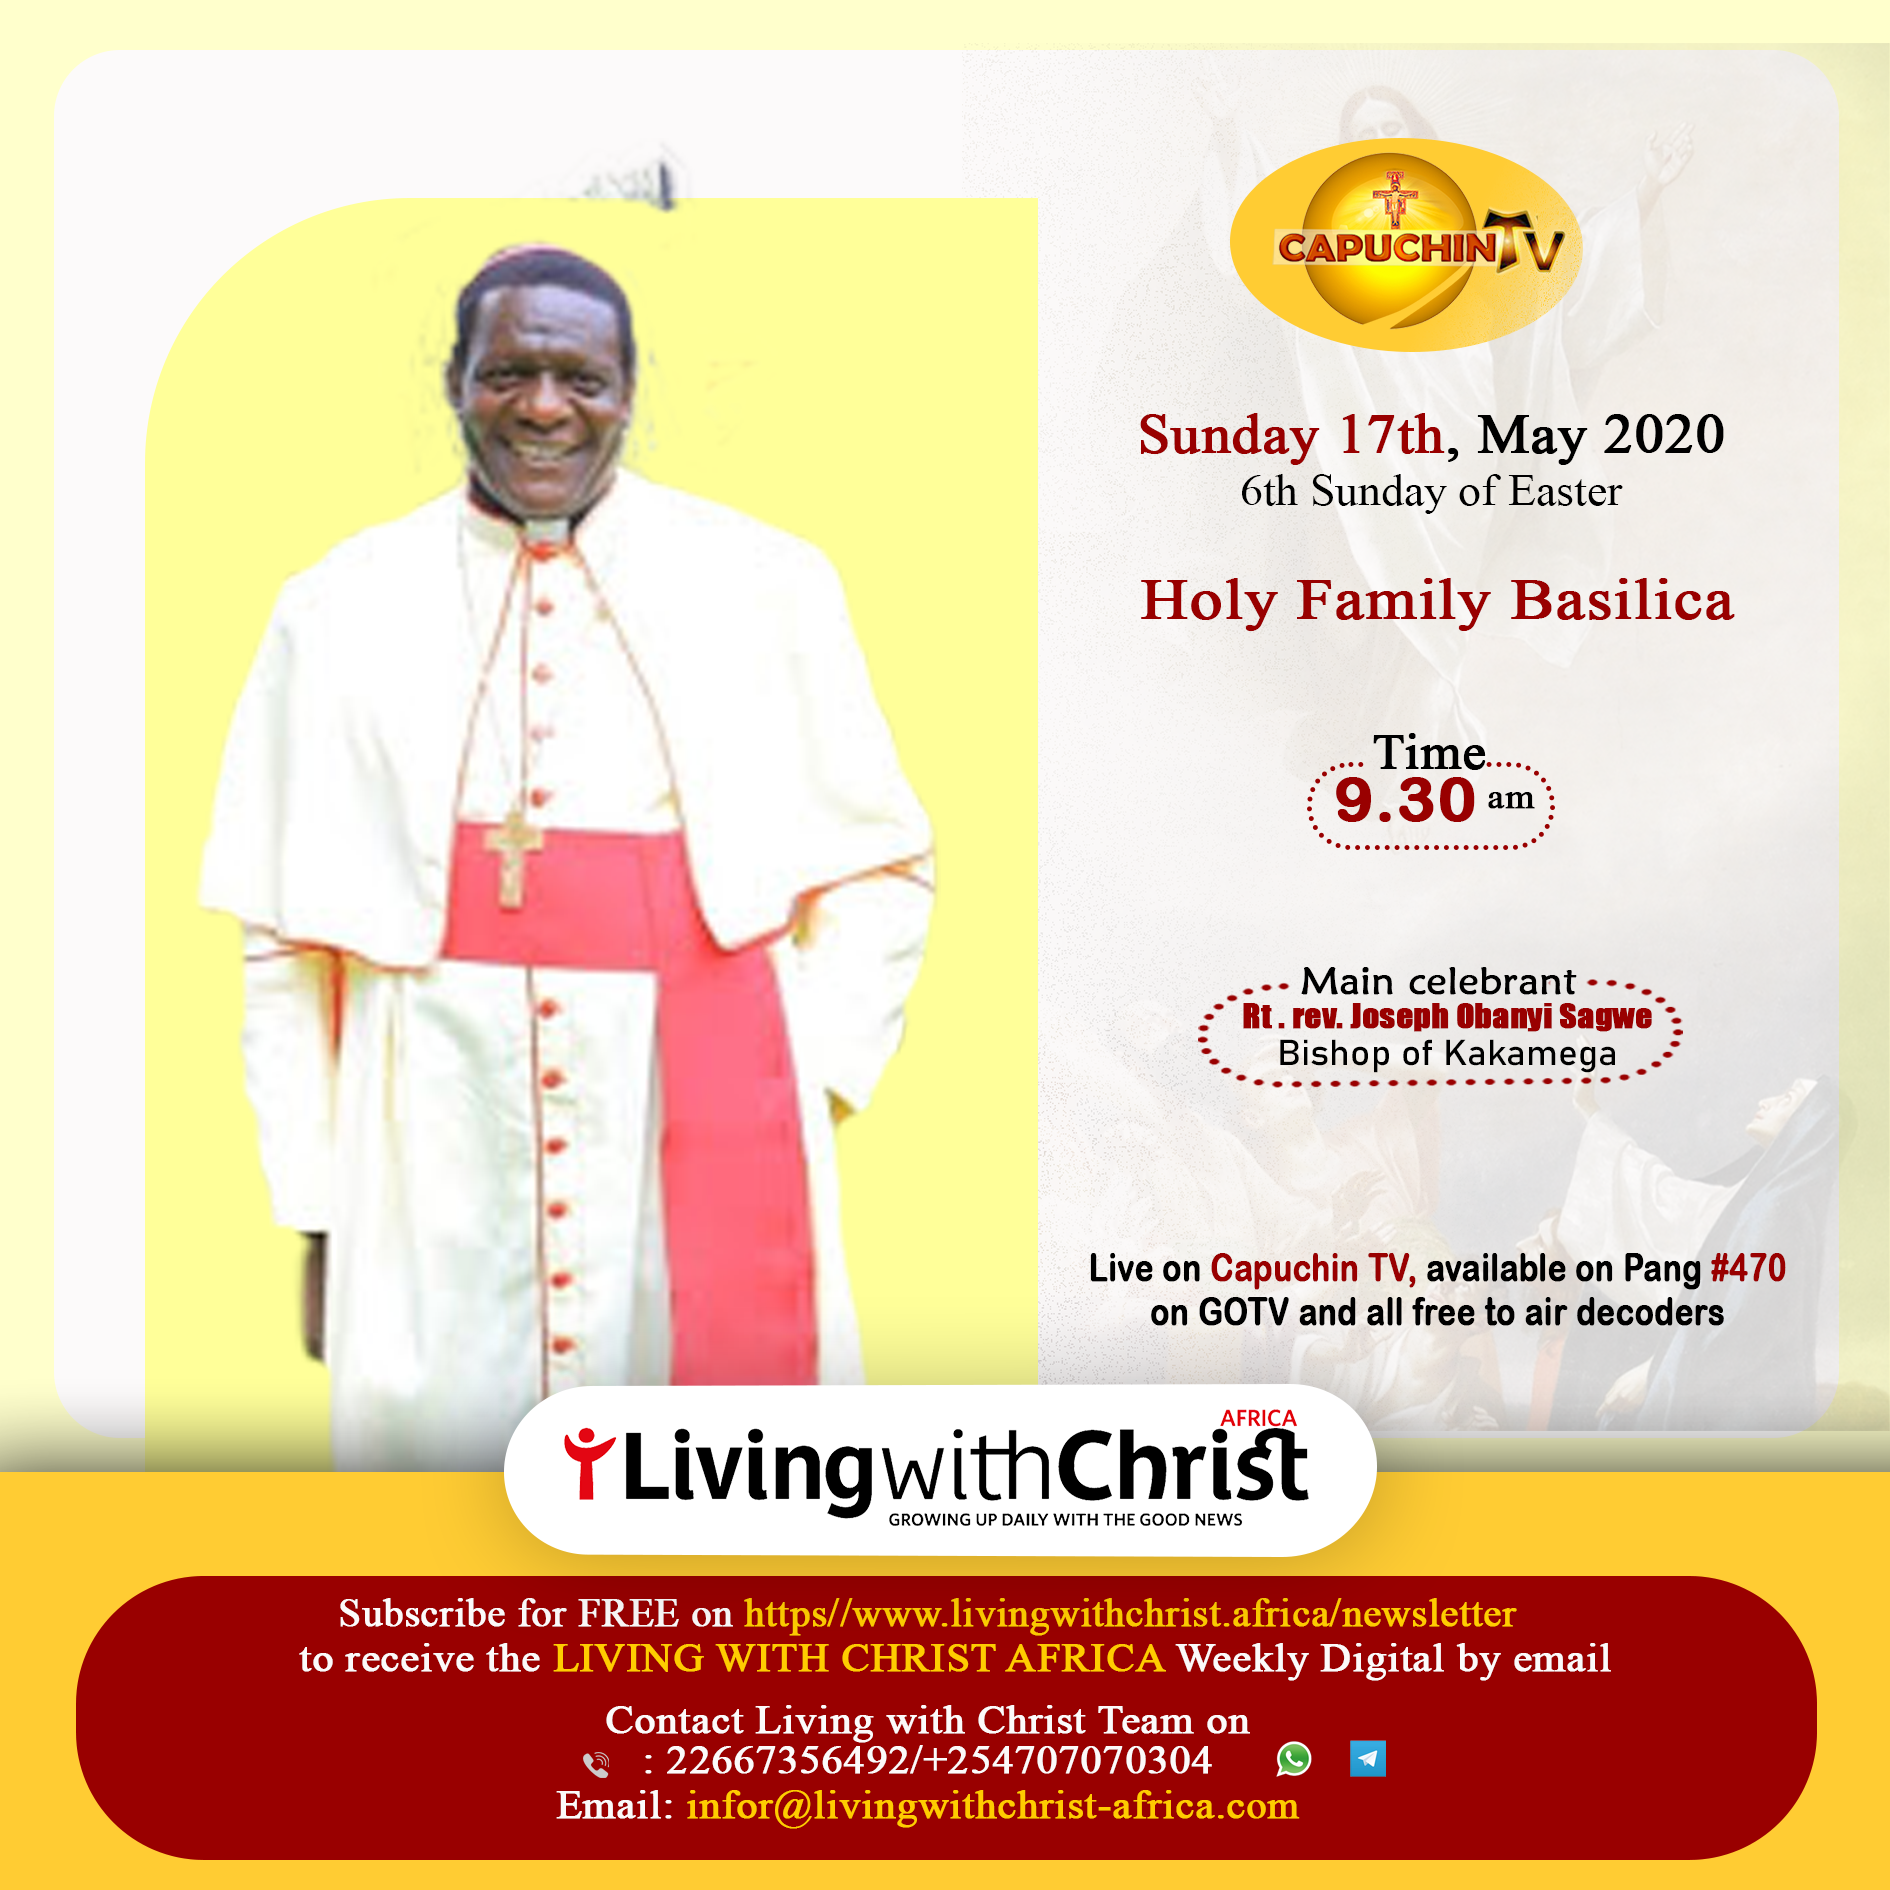 CAPUCHIN TV
Sunday 17th, May 2020
6th Sunday of Easter
Holy Family Basilica
Time
9.30 am
Main celebrant
Rt . rev. Joseph Obanyi Sagwe
Bishop of Kakamega
Live on Capuchin TV, available on Pang #470
on GOTV and all free to air decoders
AFRICA
LivingwithChrist
GROWING UP DAILY WITH THE GOOD NEWS
Subscribe for FREE on https//www.livingwithchrist.africa/newsletter
to receive the LIVING WITH CHRIST AFRICA Weekly Digital by email
Contact Living with Christ Team on
: 22667356492/+254707070304
Email: infor@livingwithchrist-africa.com